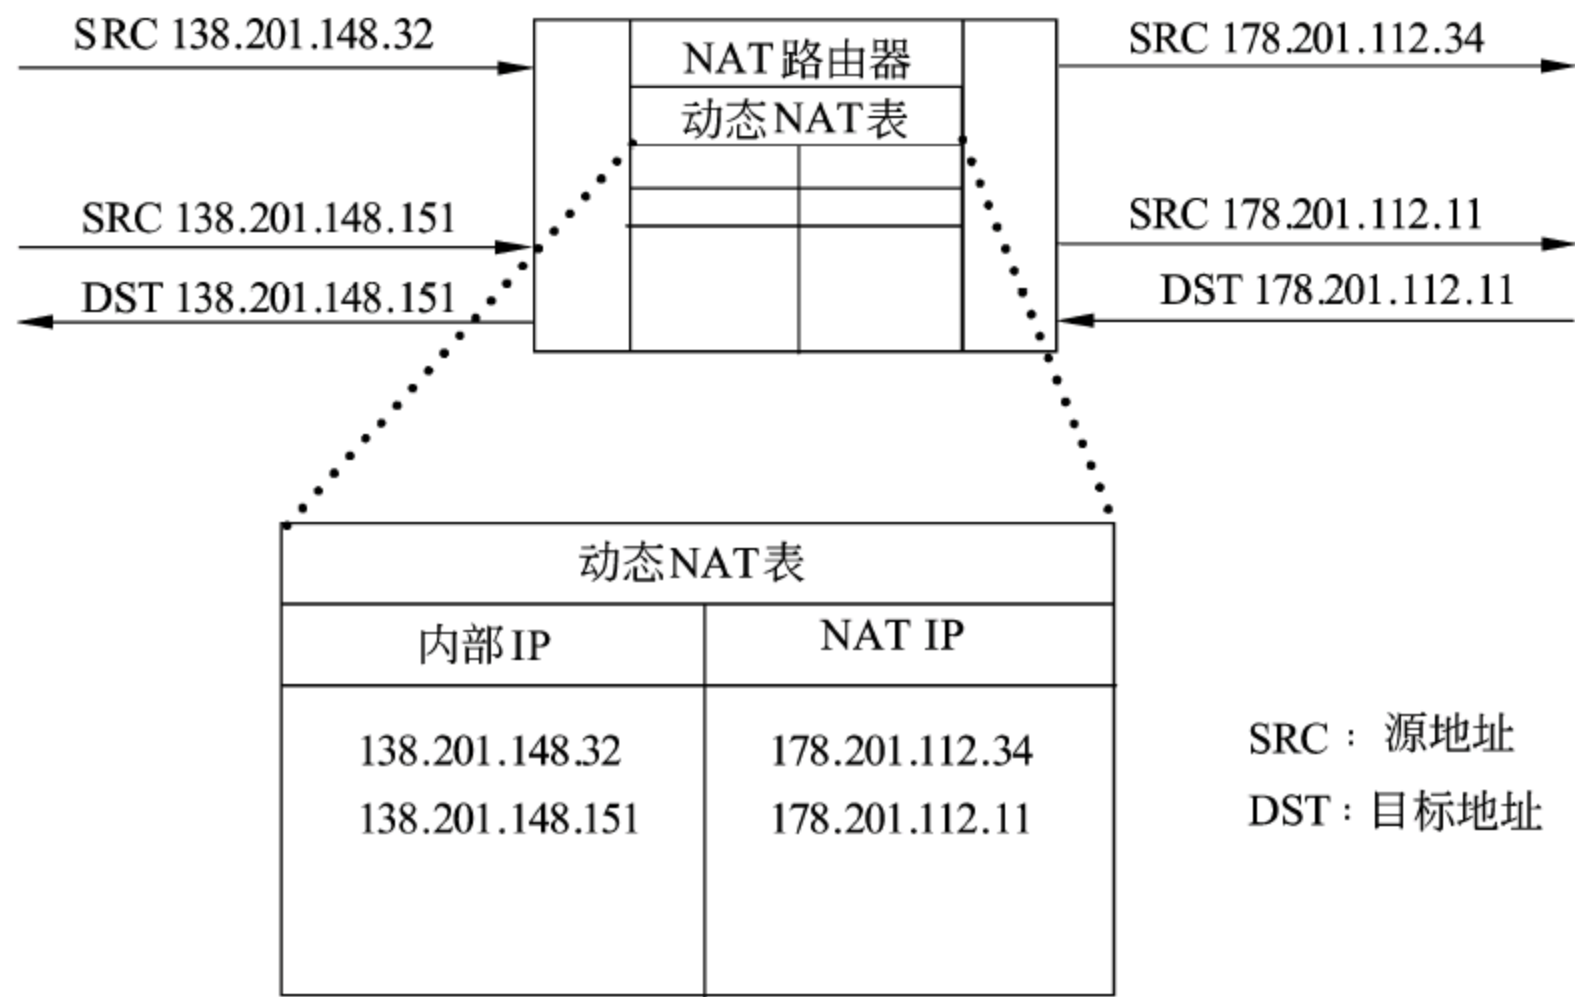 SRC 138.201.148.32
NAT路由器
SRC 178.201.112.34
动态NAT表
SRC 138.201.148.151
SRC 178.201.112.11
DST 138.201.148.151
DST 178.201.112.11
动态NAT表
内部IP
NAT IP
138.201.148.32
178.201.112.34
SRC：源地址
138.201.148.151
178.201.112.11
DST：目标地址